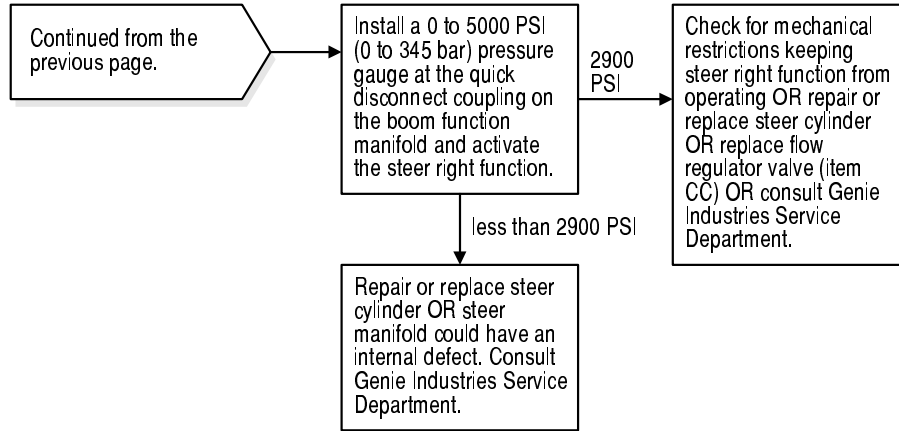 Continued from the
previous page.
Install a 0 to 5000 PSI
(0 to 345 bar) pressure
gauge at the quick
disconnect coupling on
the boom function
manifold and activate
the steer right function.
2900
PSI
Check for mechanical
restrictions keeping
steer right function from
operating OR repair or
replace steer cylinder
OR replace flow
regulator valve (item
CC) OR consult Genie
Industries Service
Department.
less than 2900 PSI
Repair or replace steer
cylinder OR steer
manifold could have an
internal defect. Consult
Genie Industries Service
Department.